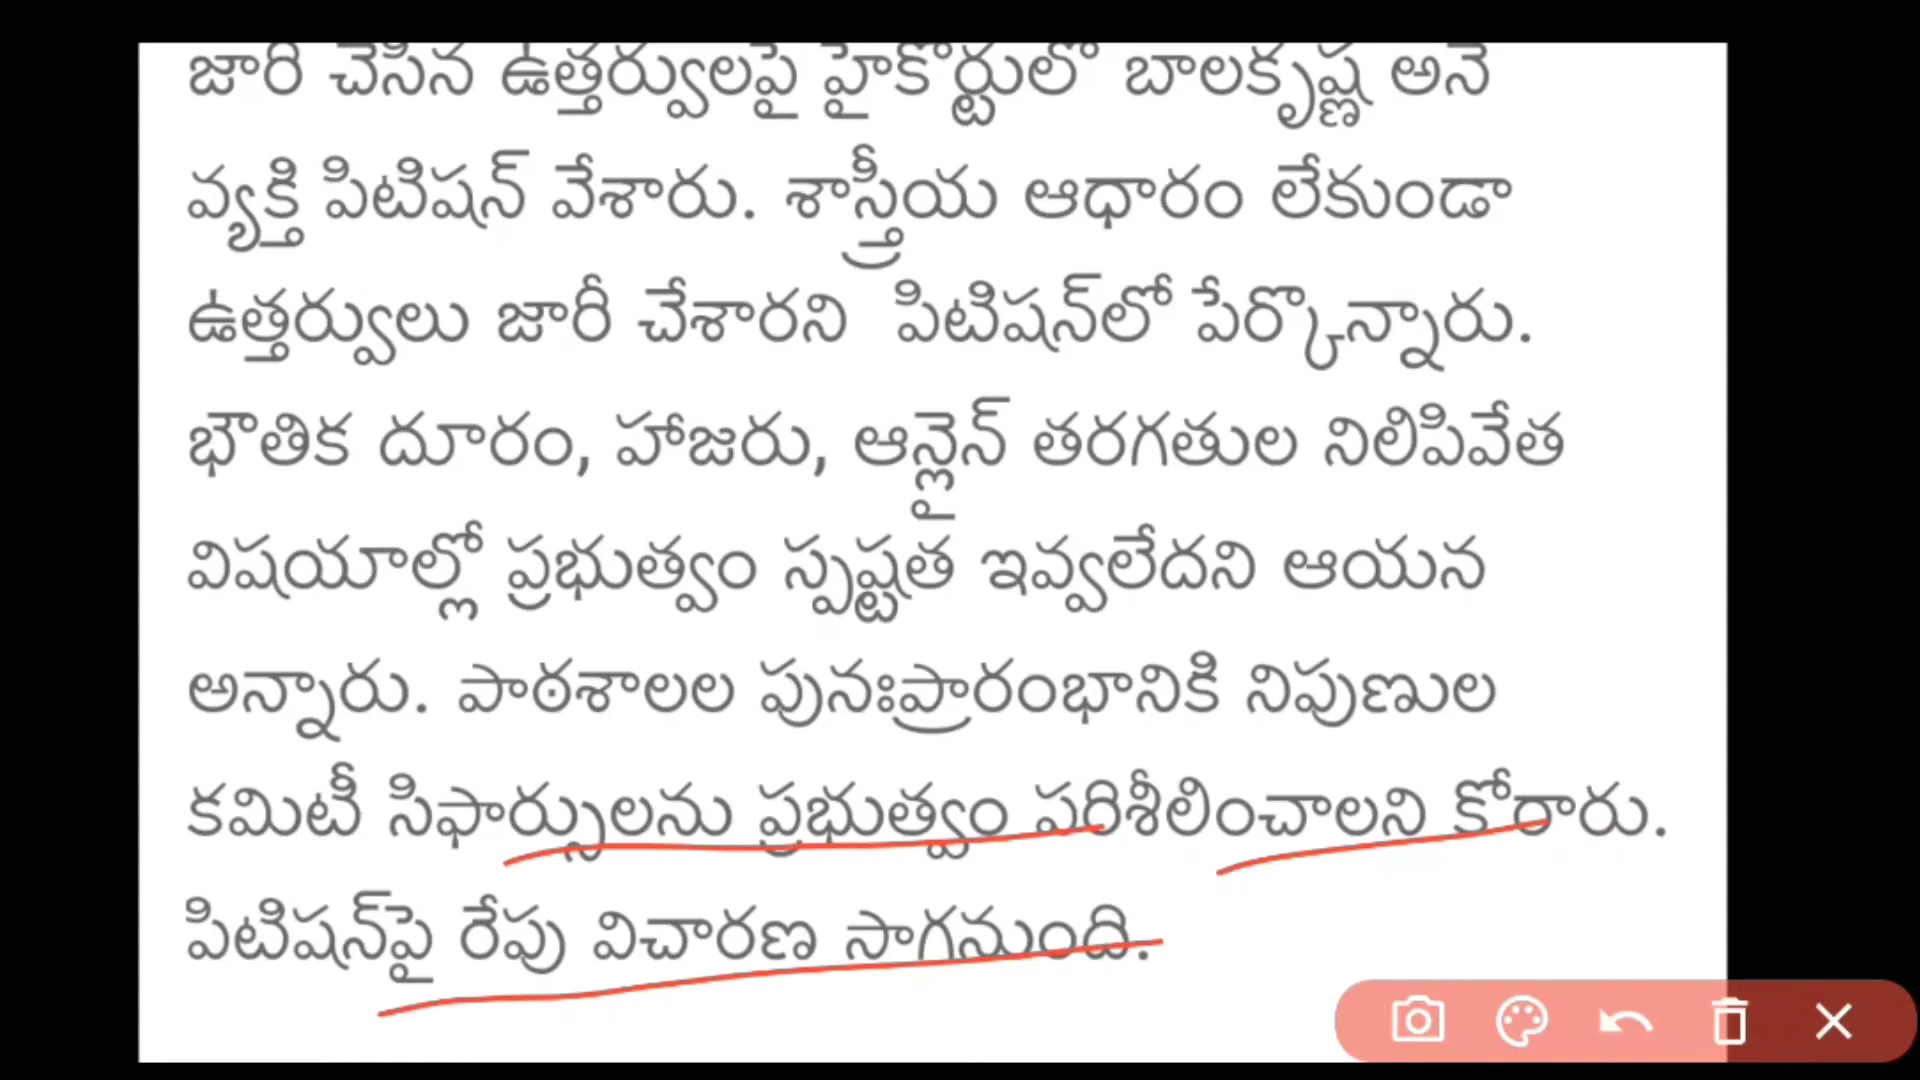 జారీ చేసిన ఉత్తర్వులపై హైకోర్టులో బాలకృష్ణ అనే
వ్యక్తి పిటిషన్ వేశారు. శాస్త్రీయ ఆధారం లేకుండా
ఉత్తర్వులు జారీ చేశారని పిటిషన్‌లో పేర్కొన్నారు.
భౌతిక దూరం, హాజరు, ఆన్లైన్ తరగతుల నిలిపివేత
విషయాల్లో ప్రభుత్వం స్పష్టత ఇవ్వలేదని ఆయన
అన్నారు. పాఠశాలల పునఃప్రారంభానికి నిపుణుల
కమిటీ సిఫార్సులను ప్రభుత్వం పరిశీలించాలని కోరారు.
పిటిషన్‌పై రేపు విచారణ సాగనుంది.